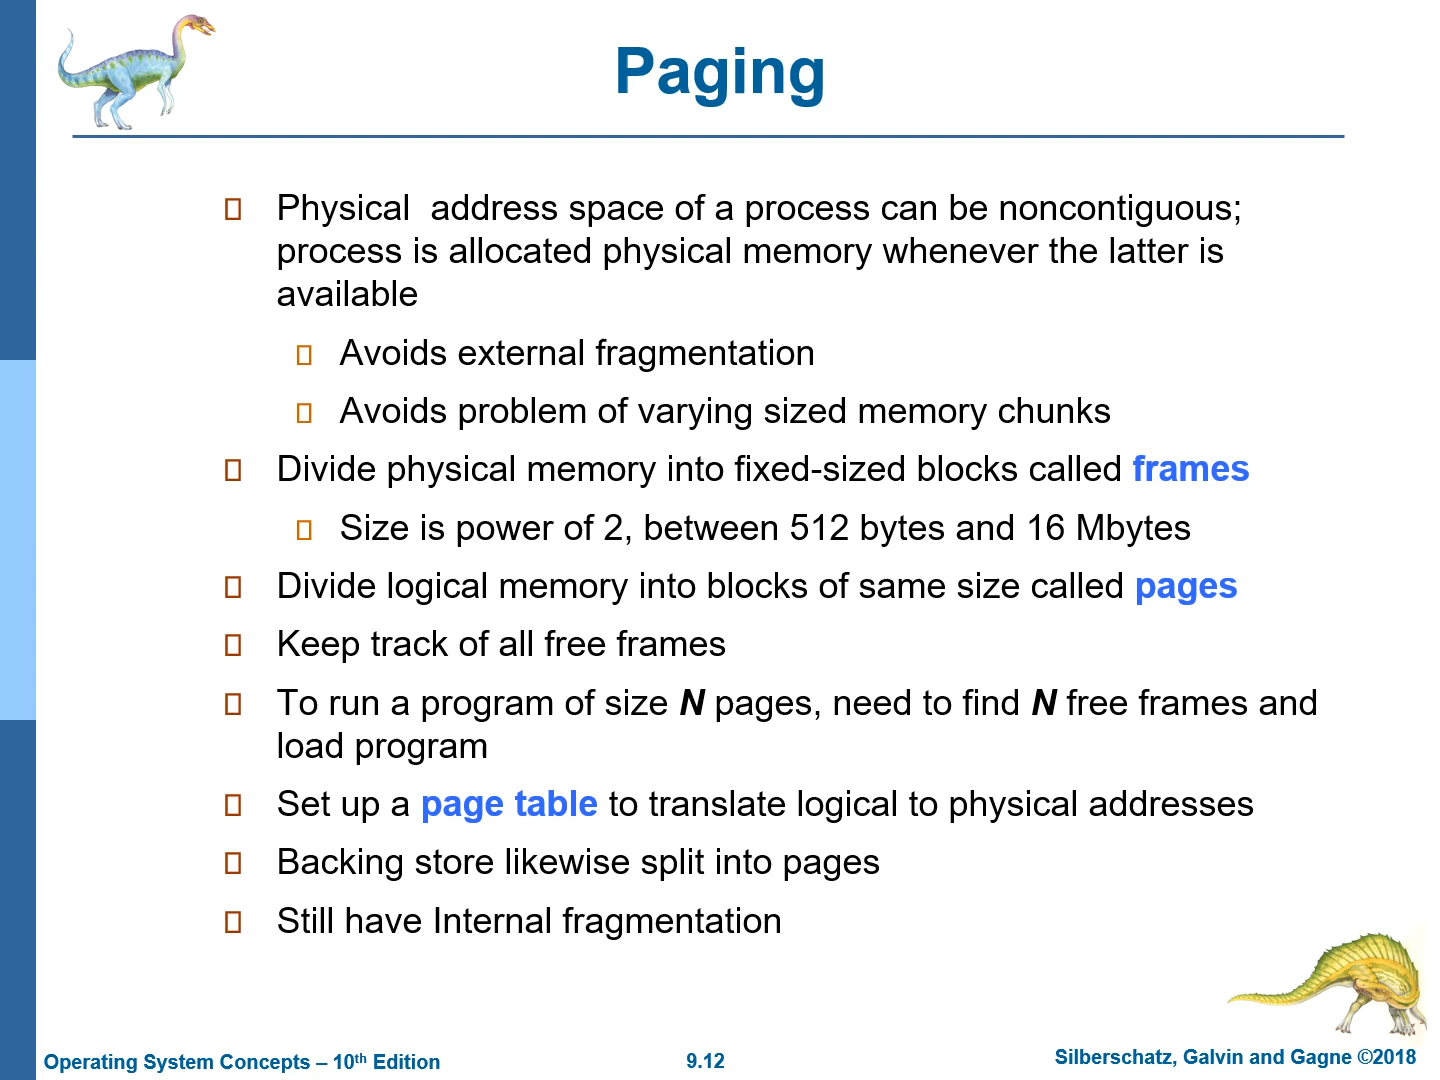 Paging
Physical address space of a process can be noncontiguous;
process is allocated physical memory whenever the latter is
available
Avoids external fragmentation
Avoids problem of varying sized memory chunks
Divide physical memory into fixed-sized blocks called frames
Size is power of 2, between 512 bytes and 16 Mbytes
Divide logical memory into blocks of same size called pages
Keep track of all free frames
To run a program of size N pages, need to find N free frames and
load program
Set up a page table to translate logical to physical addresses
Backing store likewise split into pages
Still have Internal fragmentation
Operating System Concepts – 10th Edition
9.12
Silberschatz, Galvin and Gagne ©2018